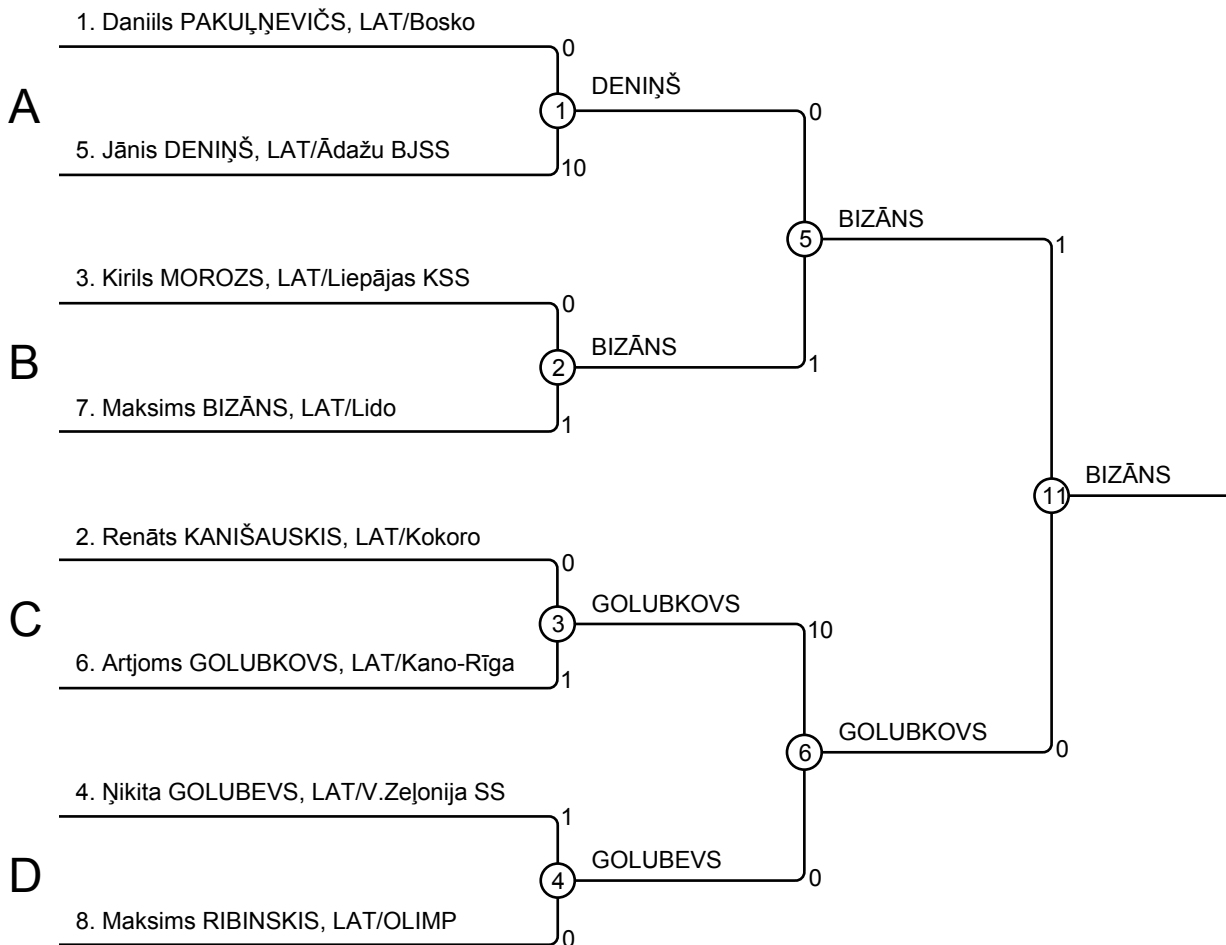 1. Daniils PAKUĻŅEVIČS, LAT/Bosko
0
DENIŅŠ
A
1
0
5. Jānis DENIŅŠ, LAT/Ādažu BJSS
10
BIZĀNS
5
1
3. Kirils MOROZS, LAT/Liepājas KSS
0
BIZĀNS
B
2
1
7. Maksims BIZĀNS, LAT/Lido
1
BIZĀNS
11
2. Renāts KANIŠAUSKIS, LAT/Kokoro
0
GOLUBKOVS
C
3
10
6. Artjoms GOLUBKOVS, LAT/Kano-Rīga
1
GOLUBKOVS
6
0
4. Ņikita GOLUBEVS, LAT/V.Zeļonija SS
1
GOLUBEVS
D
4
0
8. Maksims RIBINSKIS, LAT/OLIMP
0